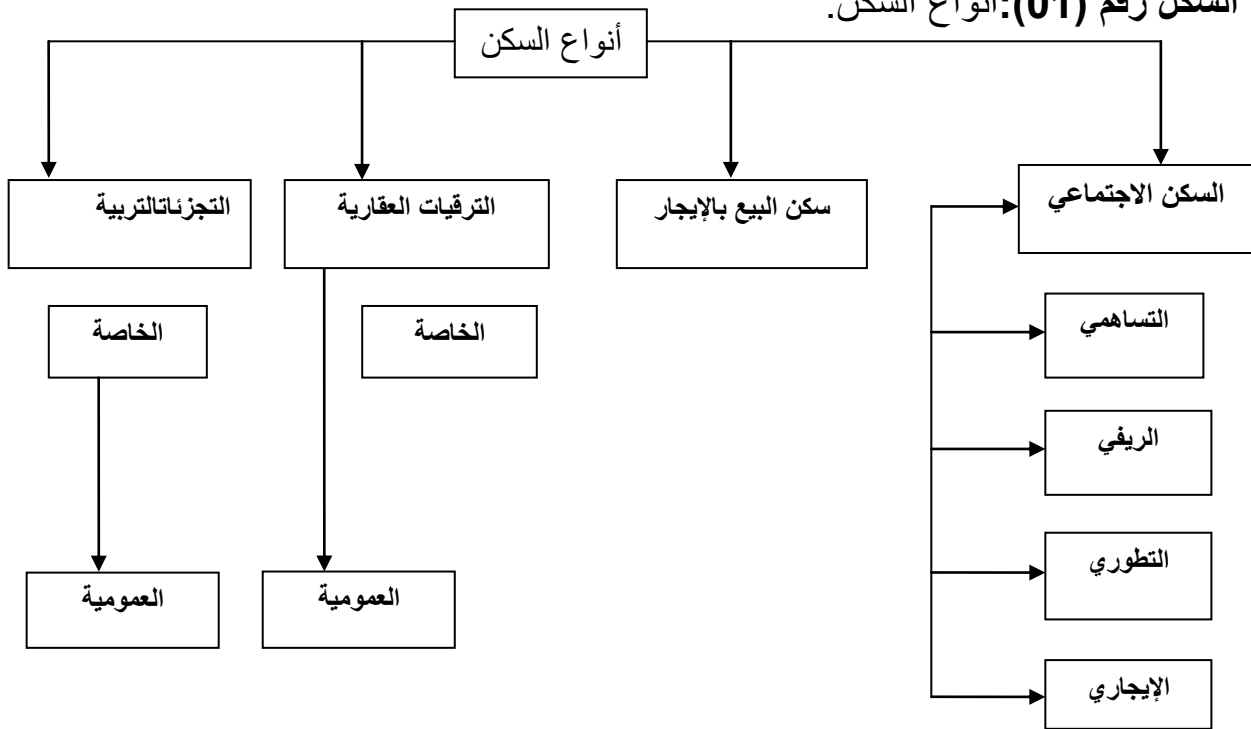 الشكل رقم (01):أنواع السكن.
أنواع السكن
السكن الاجتماعي
سكن البيع بالإيجار
الترقيات العقارية
التجزئاتالتربية
التساهمي
الخاصة
الخاصة
الريفي
التطوري
العمومية
العمومية
الإيجاري